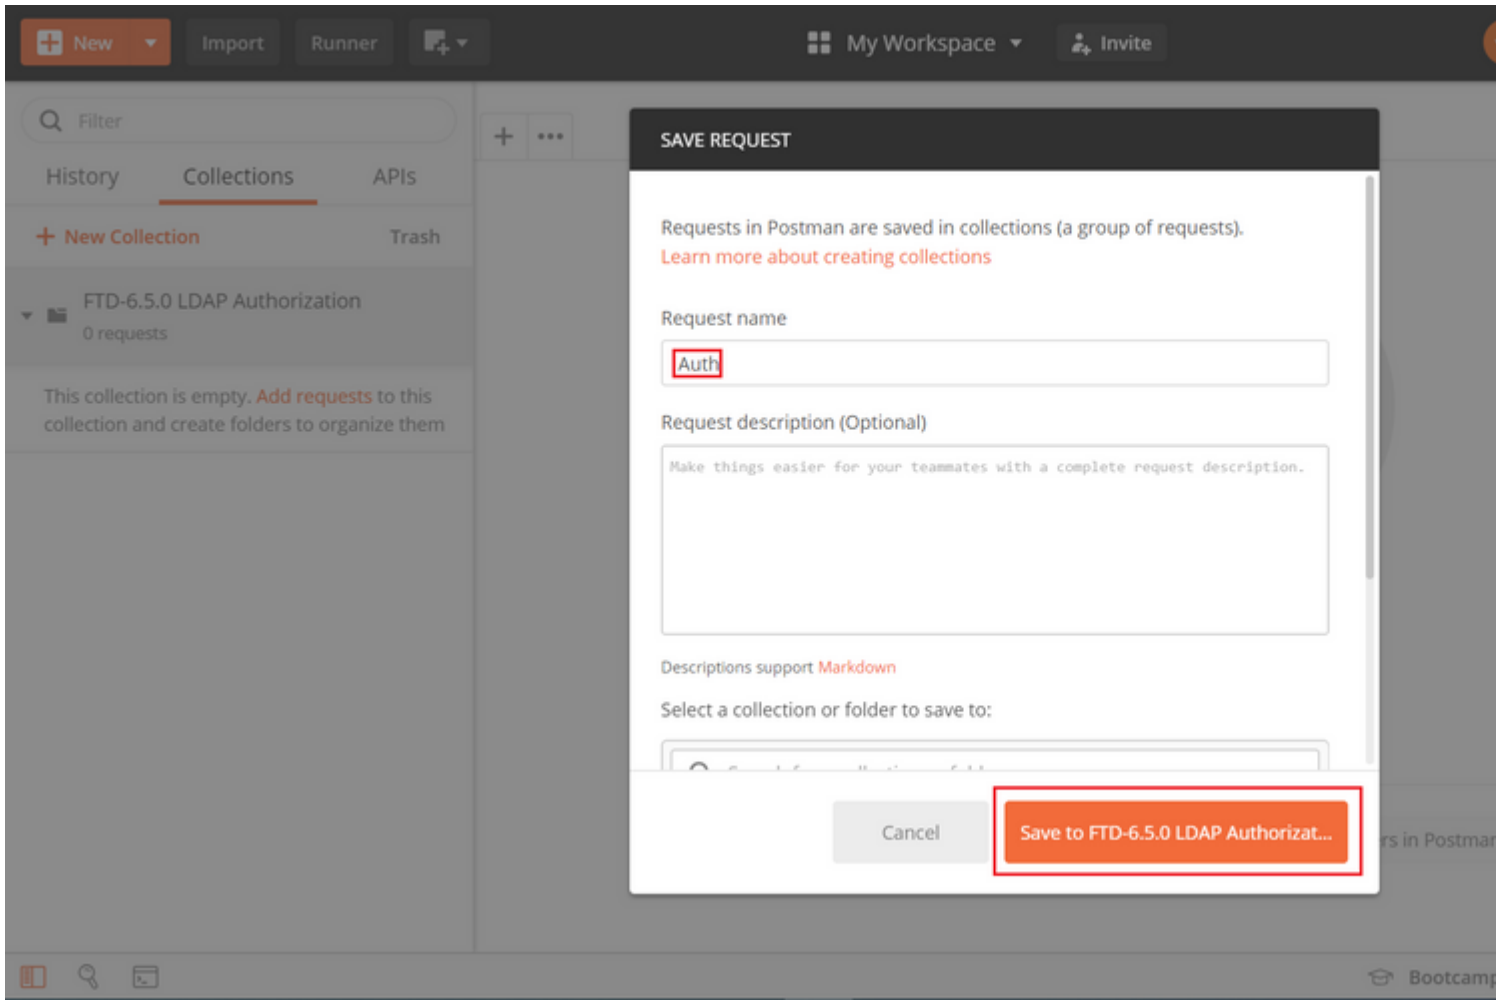 New
Import
Runner
My Workspace
Invite
Filter
History
Collections
APIs
+ New Collection
Trash
FTD-6.5.0 LDAP Authorization
0 requests
This collection is empty. Add requests to this
collection and create folders to organize them
SAVE REQUEST
Requests in Postman are saved in collections (a group of requests).
Learn more about creating collections
Request name
Auth
Request description (Optional)
Make things easier for your teammates with a complete request description.
Descriptions support Markdown
Select a collection or folder to save to:
Cancel
Save to FTD-6.5.0 LDAP Authorizat...
in Postman
Bootcamp